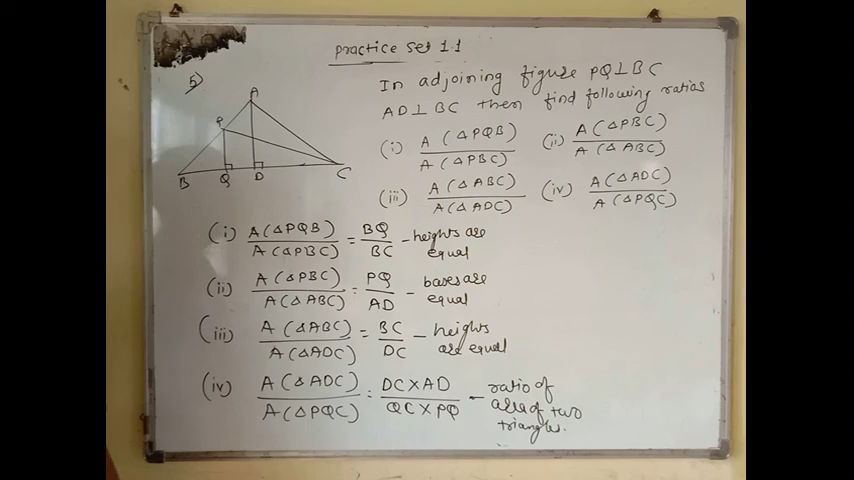 Practice Set 1.1
5)
In adjoining figure PQ⊥BC
AD⊥BC then find following ratios
(i) A(△PQB)/A(△PBC) (ii) A(△PBC)/A(△ABC)
(iii) A(△ABC)/A(△ADC) (iv) A(△ADC)/A(△PQC)
A
P
B Q D C
(i) A(△PQB)/A(△PBC) = BQ/BC - heights are
equal
(ii) A(△PBC)/A(△ABC) = PQ/AD - bases are
equal
(iii) A(△ABC)/A(△ADC) = BC/DC - heights
are equal
(iv) A(△ADC)/A(△PQC) = DC×AD/QC×PQ - ratio of
area of two
triangles.